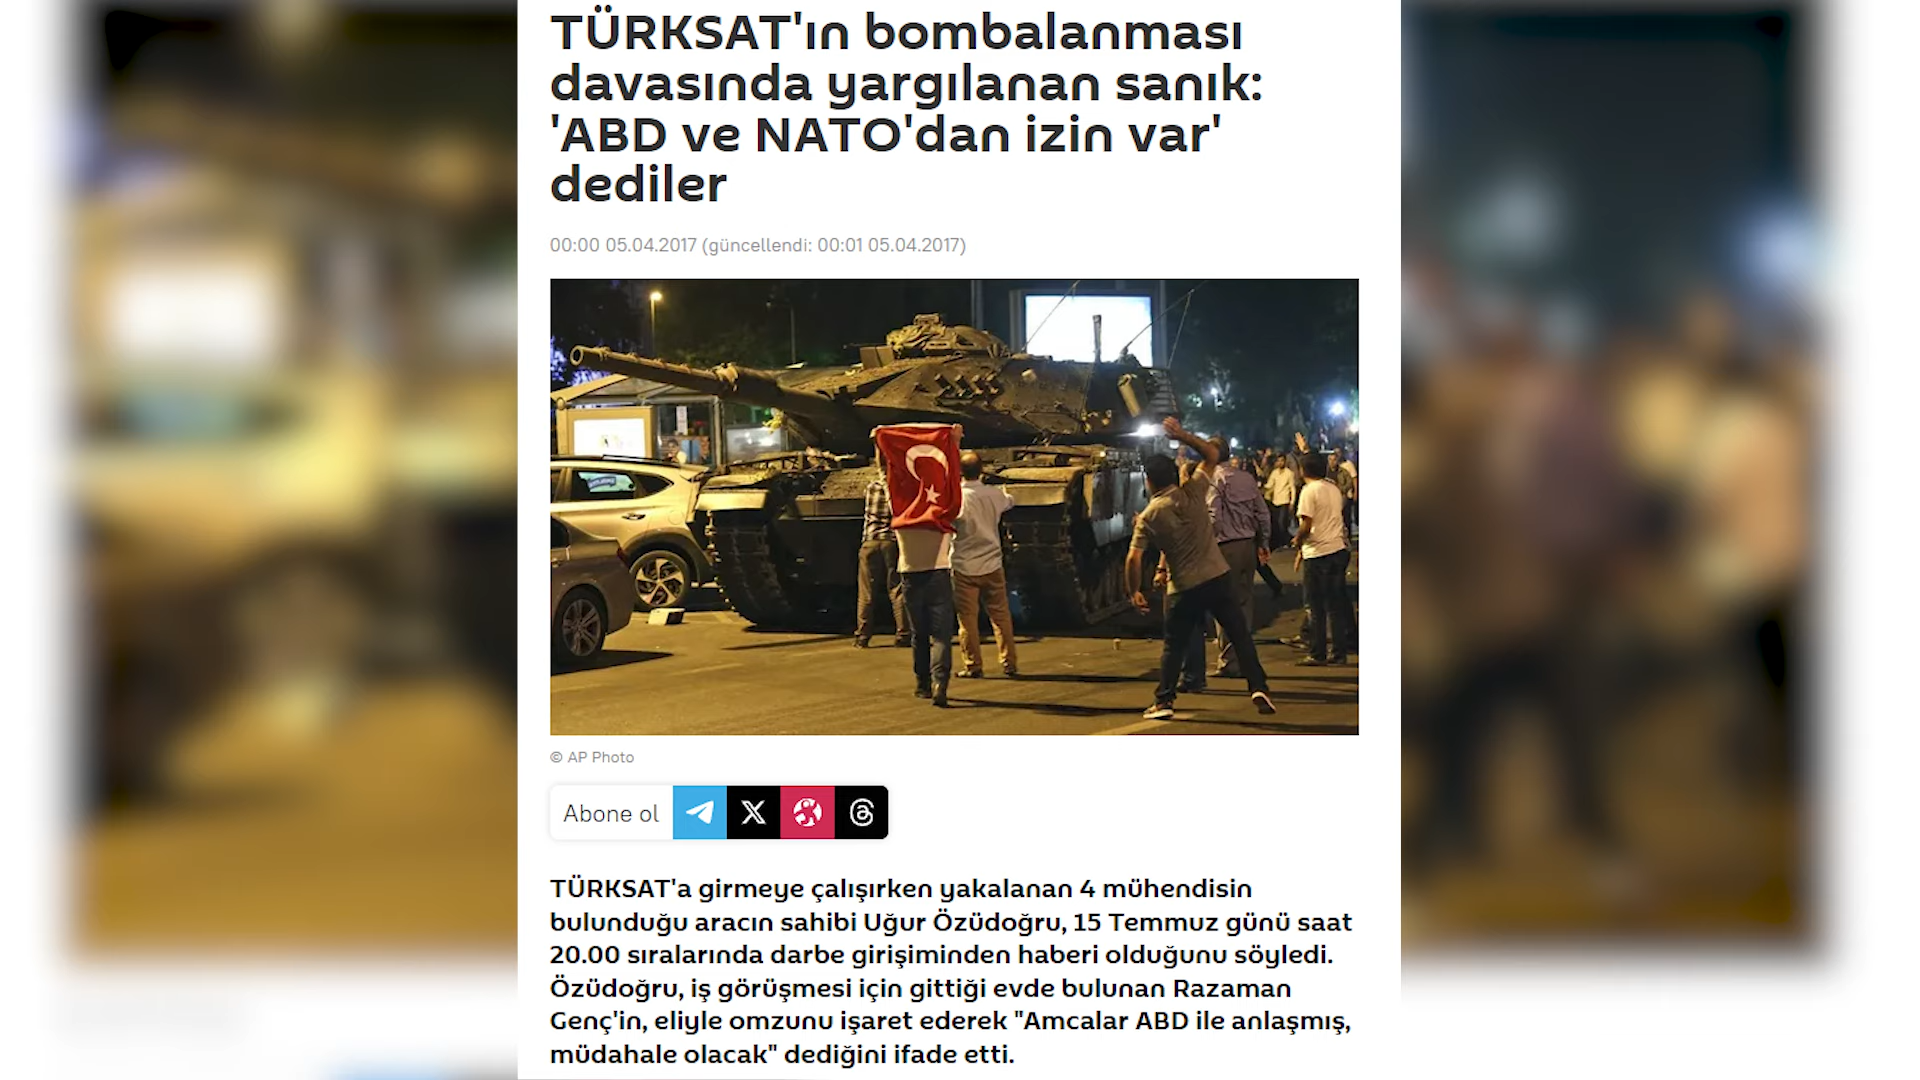 TÜRKSAT'ın bombalanması
davasında yargılanan sanık:
'ABD ve NATO'dan izin var'
dediler
00:00 05.04.2017 (güncellendi: 00:01 05.04.2017)
© AP Photo
Abone ol
TÜRKSAT'a girmeye çalışırken yakalanan 4 mühendisin
bulunduğu aracın sahibi Uğur Özüdoğru, 15 Temmuz günü saat
20.00 sıralarında darbe girişiminden haberi olduğunu söyledi.
Özüdoğru, iş görüşmesi için gittiği evde bulunan Razaman
Genç'in, eliyle omzunu işaret ederek "Amcalar ABD ile anlaşmış,
müdahale olacak" dediğini ifade etti.